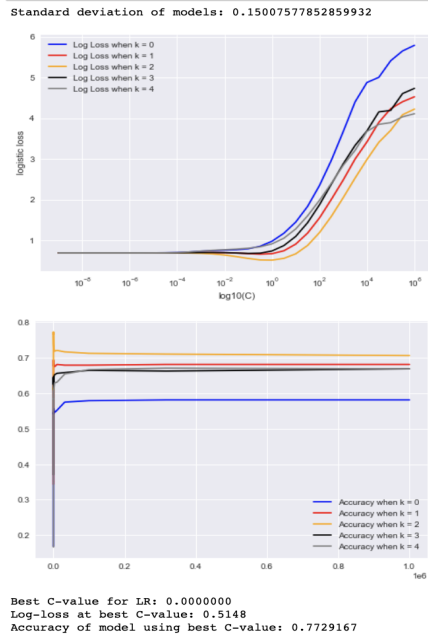 Standard deviation of models: 0.15007577852859932
6
5
4
3
2
1
logistic loss
Log Loss when k = 0
Log Loss when k = 1
Log Loss when k = 2
Log Loss when k = 3
Log Loss when k = 4
10⁻⁸ 10⁻⁶ 10⁻⁴ 10⁻² 10⁰ 10² 10⁴ 10⁶
log10(C)
0.8
0.7
0.6
0.5
0.4
0.3
0.2
Accuracy when k = 0
Accuracy when k = 1
Accuracy when k = 2
Accuracy when k = 3
Accuracy when k = 4
0.0 0.2 0.4 0.6 0.8 1.0
1e6
Best C-value for LR: 0.0000000
Log-loss at best C-value: 0.5148
Accuracy of model using best C-value: 0.7729167